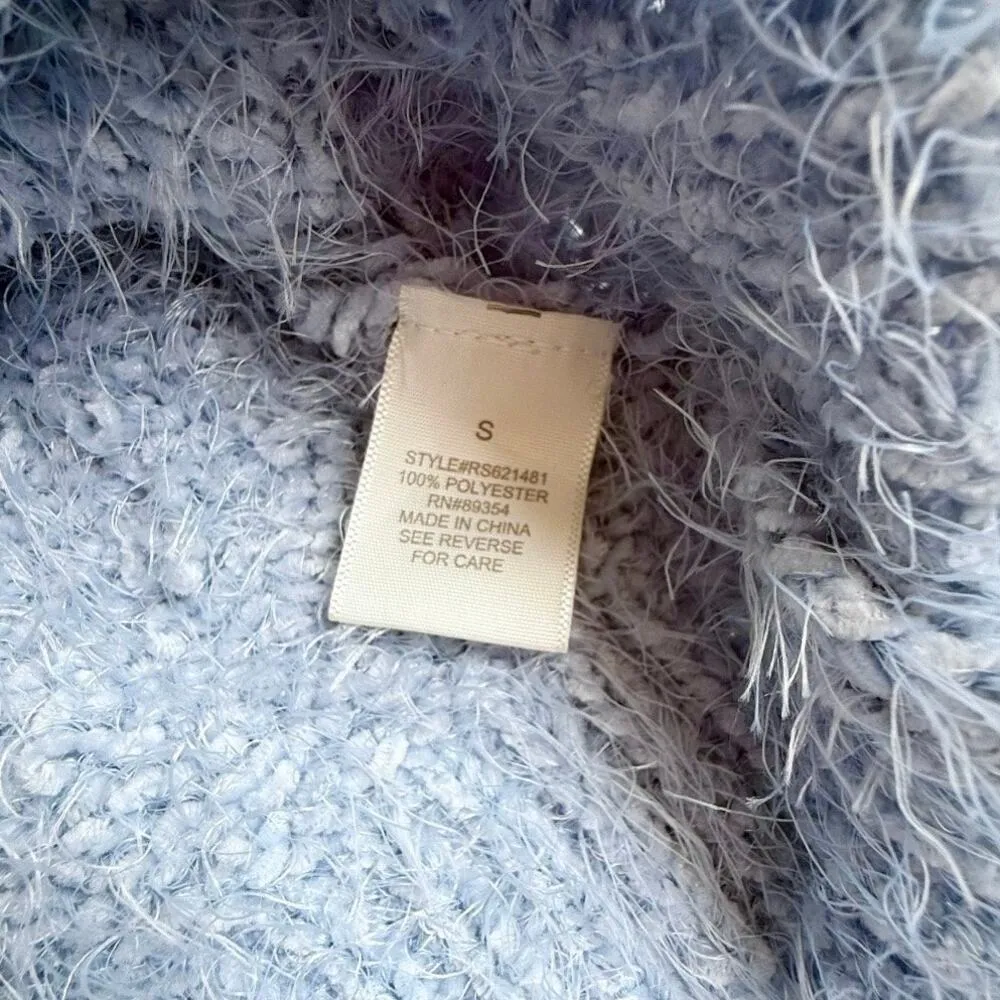 S
STYLE#RS621481
100% POLYESTER
RN#89354
MADE IN CHINA
SEE REVERSE
FOR CARE